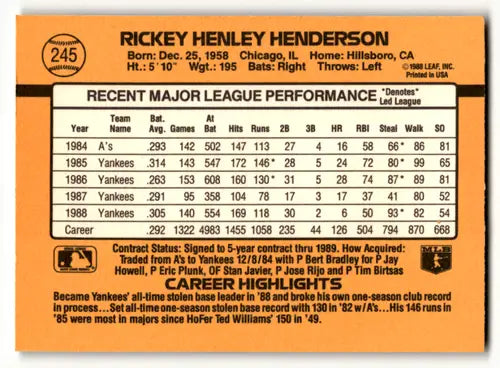 245
RICKEY HENLEY HENDERSON
Born: Dec. 25, 1958 Chicago, IL Home: Hillsboro, CA
Ht.: 5'10" Wgt.: 195 Bats: Right Throws: Left
© 1988 LEAF, INC.
Printed in USA
RECENT MAJOR LEAGUE PERFORMANCE *Denotes* Led League
Year Team Name Bat. Avg. Games At Bat Hits Runs 2B 3B HR RBI Steal Walk SO
1984 A's .293 142 502 147 113 27 4 16 58 66* 86 81
1985 Yankees .314 143 547 172 146* 28 5 24 72 80* 99 65
1986 Yankees .263 153 608 160 130* 31 5 28 74 87* 89 81
1987 Yankees .291 95 358 104 78 17 3 17 37 41 80 52
1988 Yankees .305 140 554 169 118 30 2 6 50 93* 82 54
Career .292 1322 4983 1455 1058 235 44 126 504 794 870 668
Contract Status: Signed to 5-year contract thru 1989. How Acquired:
Traded from A's to Yankees 12/8/84 with P Bert Bradley for P Jay
Howell, P Eric Plunk, OF Stan Javier, P Jose Rijo and P Tim Birtsas
MLB
CAREER HIGHLIGHTS
Became Yankees' all-time stolen base leader in '88 and broke his own one-season club record
in process...Set all-time one-season stolen base record with 130 in '82 w/A's...His 146 runs in
'85 were most in majors since HoFer Ted Williams' 150 in '49.